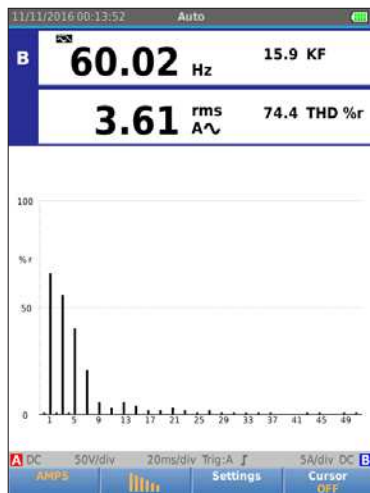 11/11/2016 00:13:52 Auto
B 60.02 Hz 15.9 KF
3.61 rms A∿ 74.4 THD %r
100
%r
50
0
1 5 9 13 17 21 25 29 33 37 41 45 49
A DC 50V/div 20ms/div Trig:A ∫ 5A/div DC B
AMPS Settings Cursor
OFF